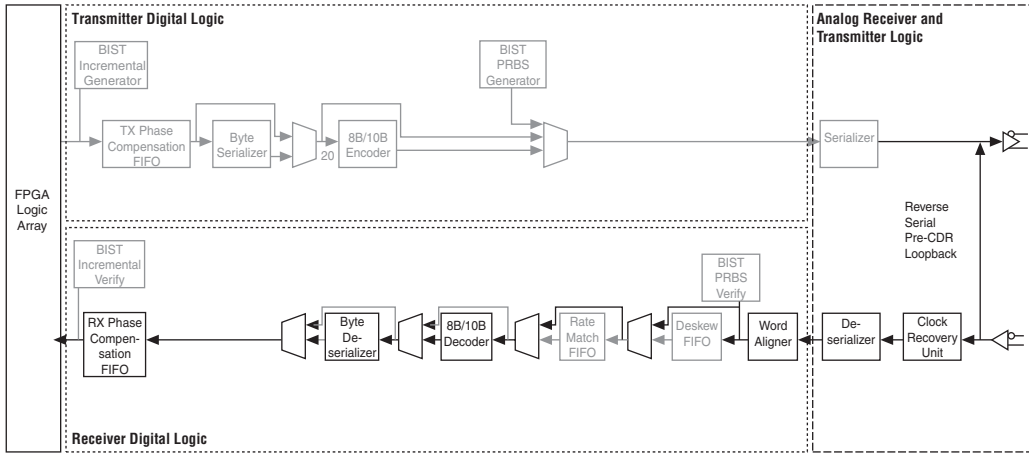 Transmitter Digital Logic
Analog Receiver and
Transmitter Logic
BIST
Incremental
Generator
BIST
PRBS
Generator
TX Phase
Compensation
FIFO
Byte
Serializer
20
8B/10B
Encoder
Serializer
FPGA
Logic
Array
Reverse
Serial
Pre-CDR
Loopback
BIST
Incremental
Verify
BIST
PRBS
Verify
RX Phase
Compen-
sation
FIFO
Byte
De-
serializer
8B/10B
Decoder
Rate
Match
FIFO
Deskew
FIFO
Word
Aligner
De-
serializer
Clock
Recovery
Unit
Receiver Digital Logic